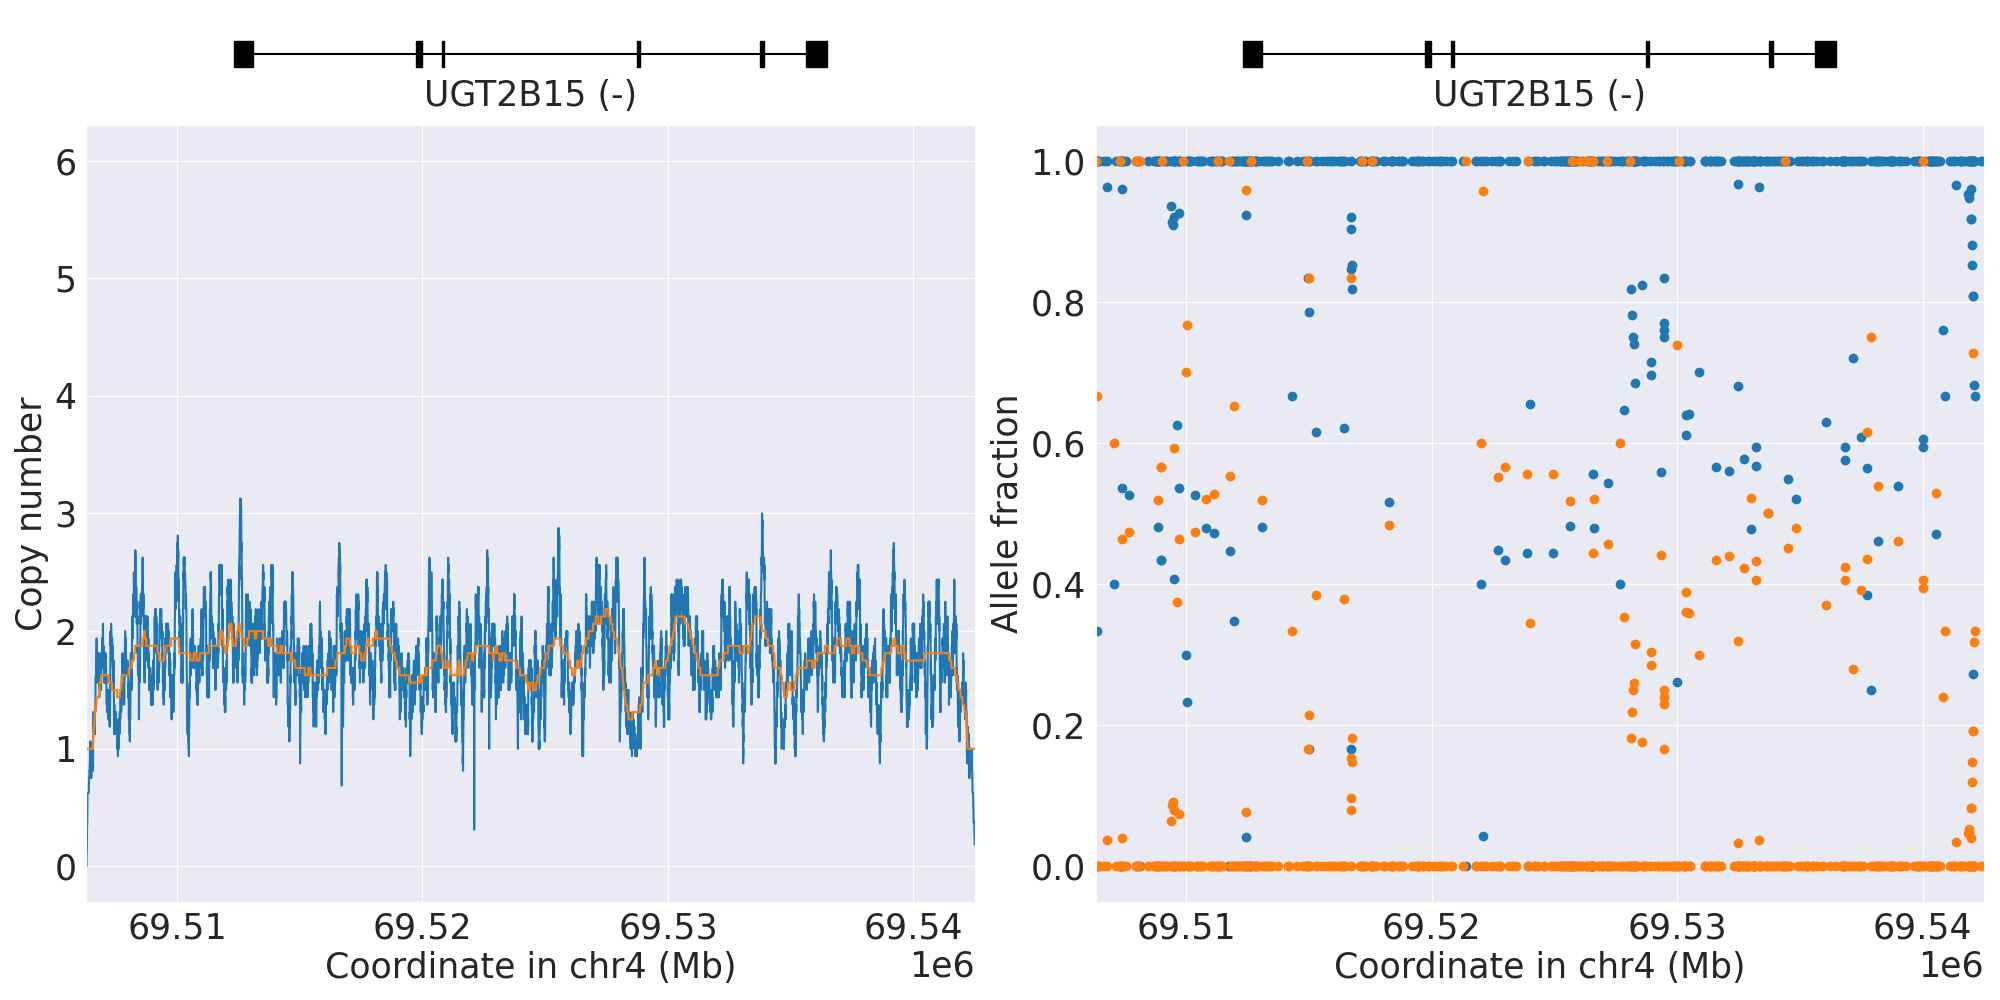 UGT2B15 (-)
UGT2B15 (-)
Copy number
6
5
4
3
2
1
0
69.51
69.52
69.53
69.54
Coordinate in chr4 (Mb)
1e6
Allele fraction
1.0
0.8
0.6
0.4
0.2
0.0
69.51
69.52
69.53
69.54
Coordinate in chr4 (Mb)
1e6